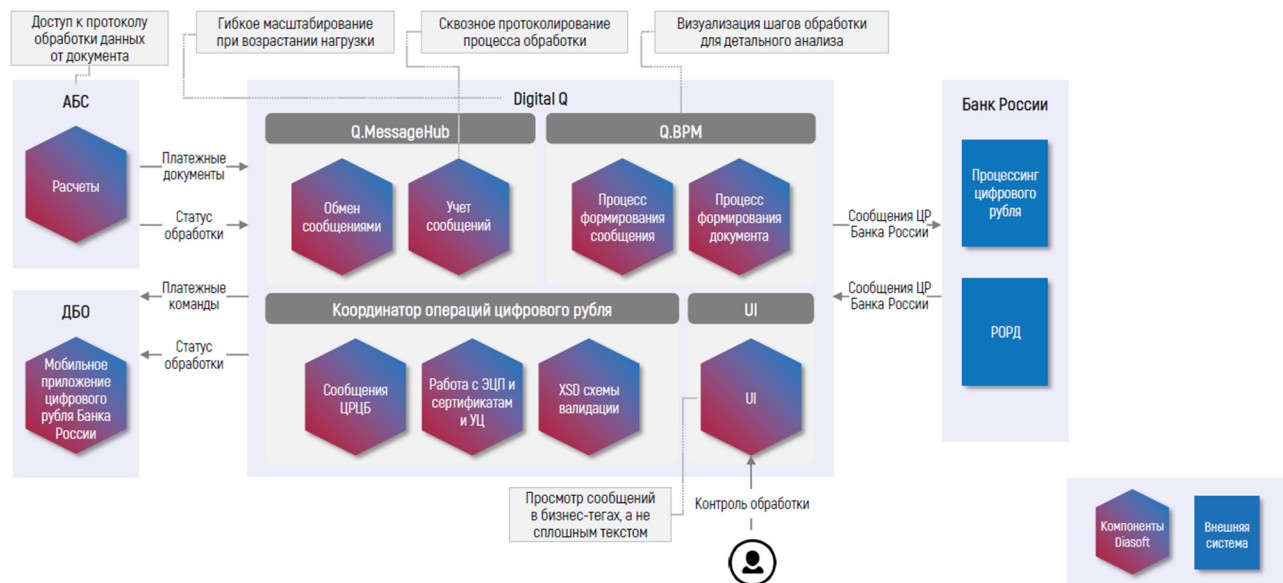 Доступ к протоколу
обработки данных
от документа
Гибкое масштабирование
при возрастании нагрузки
Сквозное протоколирование
процесса обработки
Визуализация шагов обработки
для детального анализа
АБС
Расчеты
Платежные
документы
Статус
обработки
Digital Q
Q.MessageHub
Обмен
сообщениями
Учет
сообщений
Q.BPM
Процесс
формирования
сообщения
Процесс
формирования
документа
Сообщения ЦР
Банка России
Сообщения ЦР
Банка России
Банк России
Процессинг
цифрового
рубля
РОРД
ДБО
Мобильное
приложение
цифрового
рубля Банка
России
Платежные
команды
Статус
обработки
Координатор операций цифрового рубля
Сообщения
ЦРЦБ
Работа с ЭЦП и
сертификатам
и УЦ
XSD схемы
валидации
UI
UI
Просмотр сообщений
в бизнес-тегах, а не
сплошным текстом
Контроль обработки
Компоненты
Diasoft
Внешняя
система